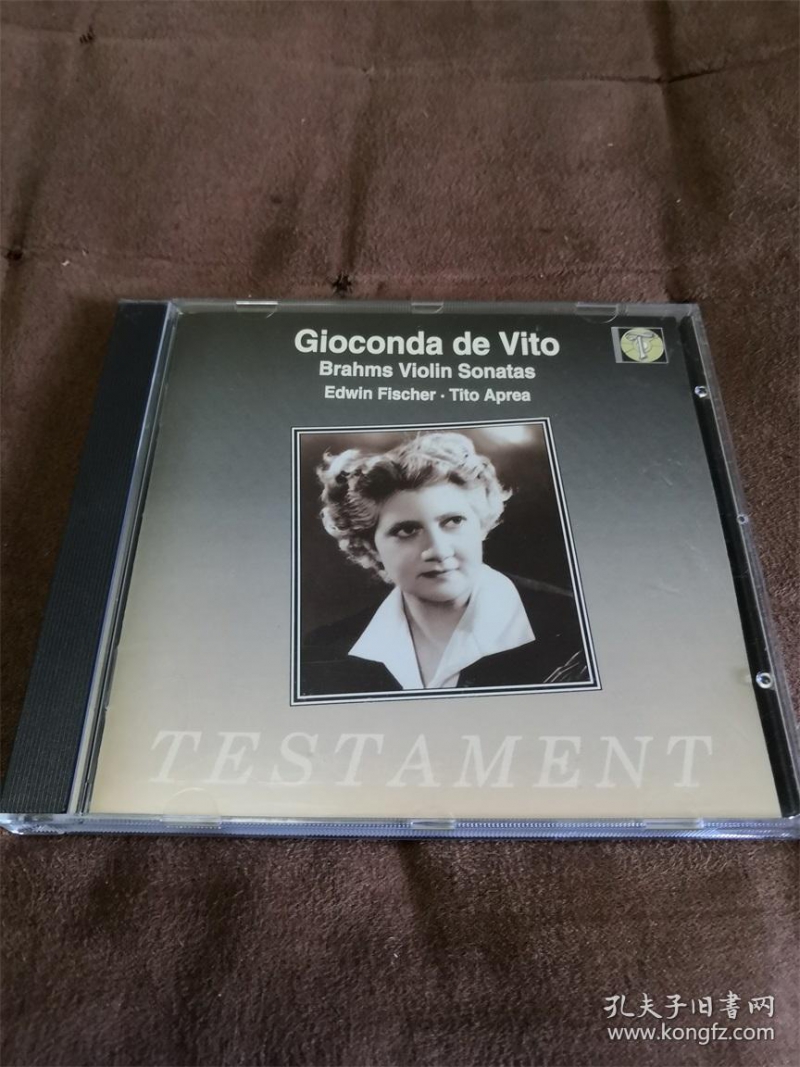 Gioconda de Vito
Brahms Violin Sonatas
Edwin Fischer · Tito Aprea
T
TESTAMENT
孔夫子旧書网
www.kongfz.com